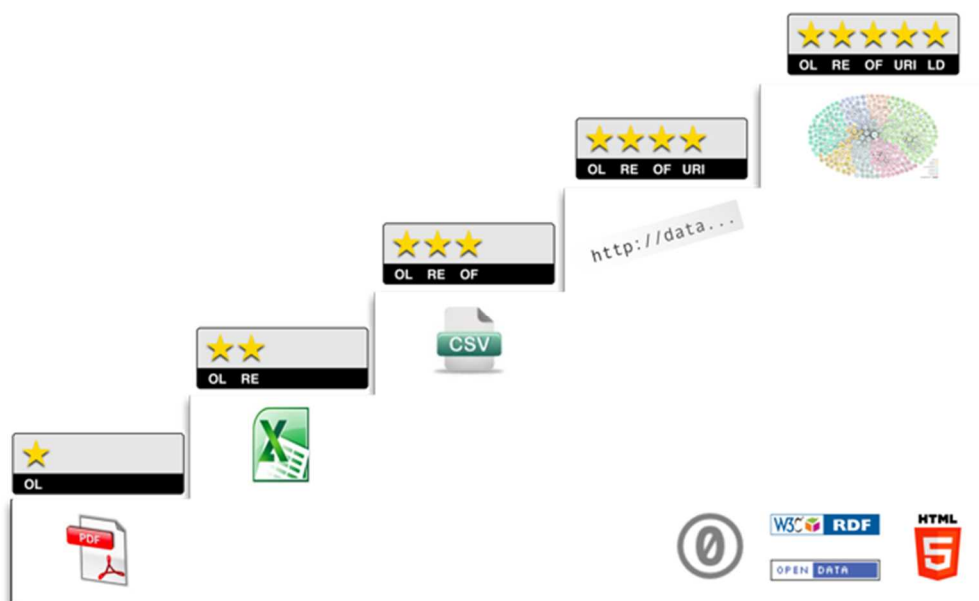 OL RE OF URI LD
OL RE OF URI
http://data...
OL RE OF
CSV
OL RE
X
OL
PDF
0
W3C RDF
HTML
5
OPEN DATA